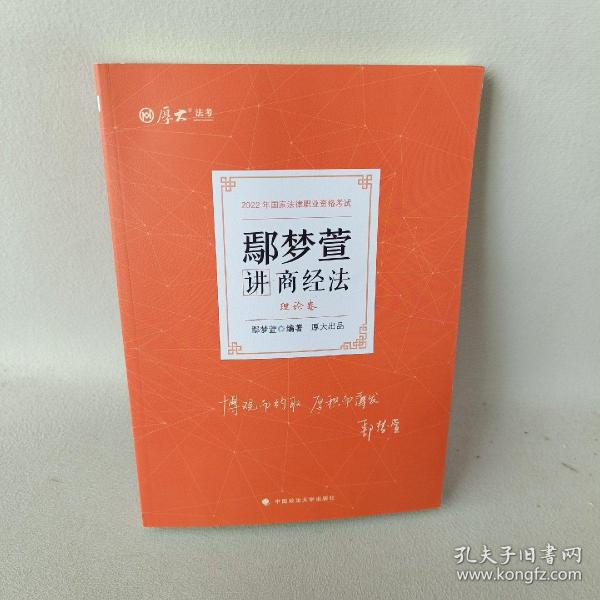 厚大®法考
2022年国家法律职业资格考试
鄢梦萱
讲商经法
理论卷
鄢梦萱◎编著 厚大出品
博观而约取 厚积而薄发
鄢梦萱
中国政法大学出版社
孔夫子旧书网
www.kongfz.com